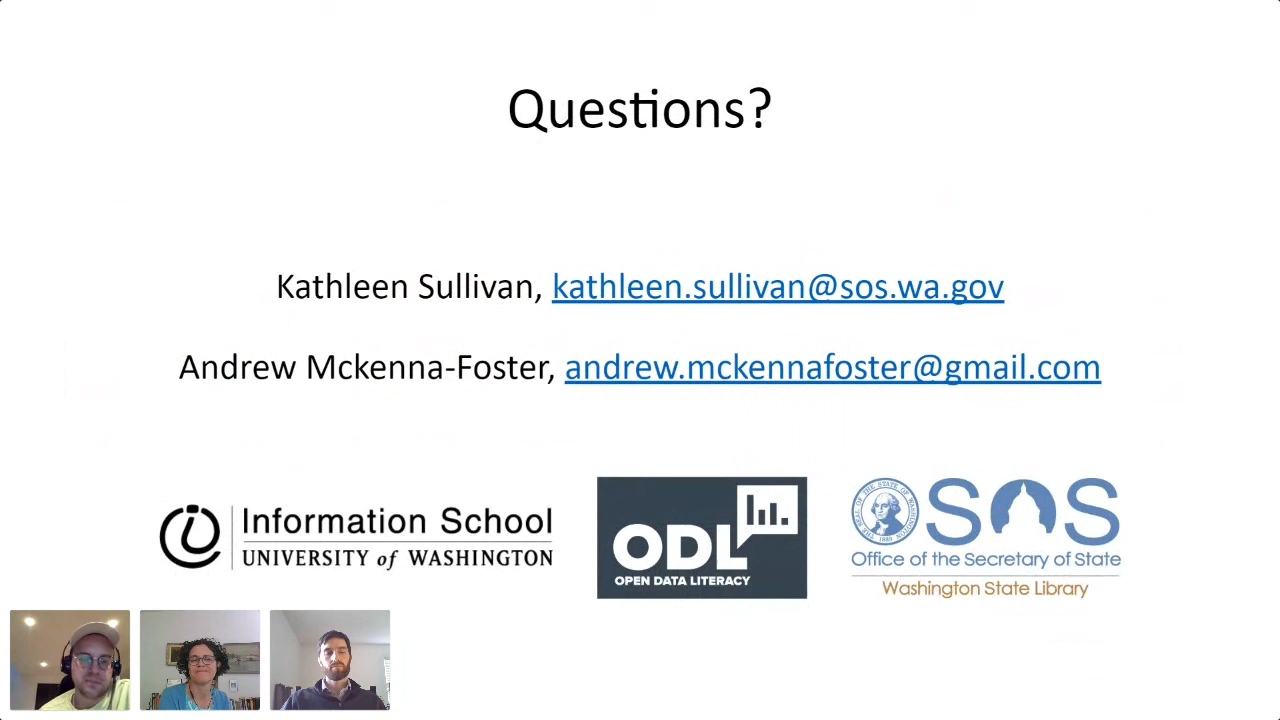 Questions?
Kathleen Sullivan, kathleen.sullivan@sos.wa.gov
Andrew Mckenna-Foster, andrew.mckennafoster@gmail.com
Information School
UNIVERSITY of WASHINGTON
ODL
OPEN DATA LITERACY
SOS
Office of the Secretary of State
Washington State Library